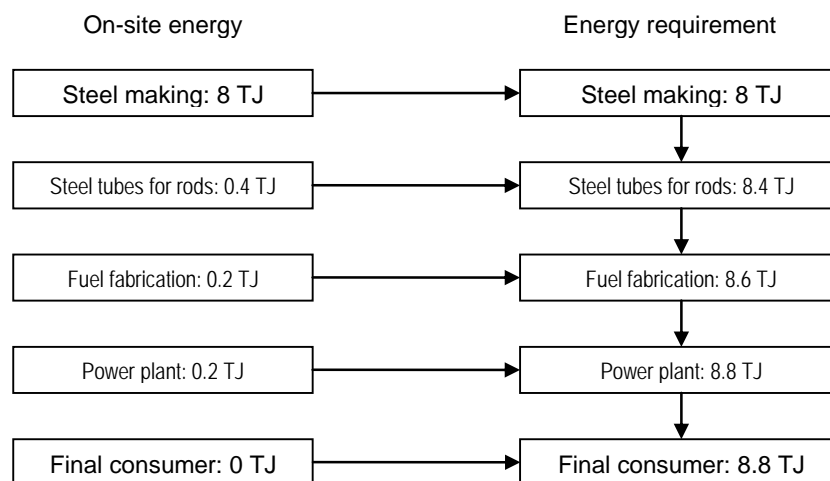 On-site energy
Energy requirement
Steel making: 8 TJ
Steel making: 8 TJ
Steel tubes for rods: 0.4 TJ
Steel tubes for rods: 8.4 TJ
Fuel fabrication: 0.2 TJ
Fuel fabrication: 8.6 TJ
Power plant: 0.2 TJ
Power plant: 8.8 TJ
Final consumer: 0 TJ
Final consumer: 8.8 TJ